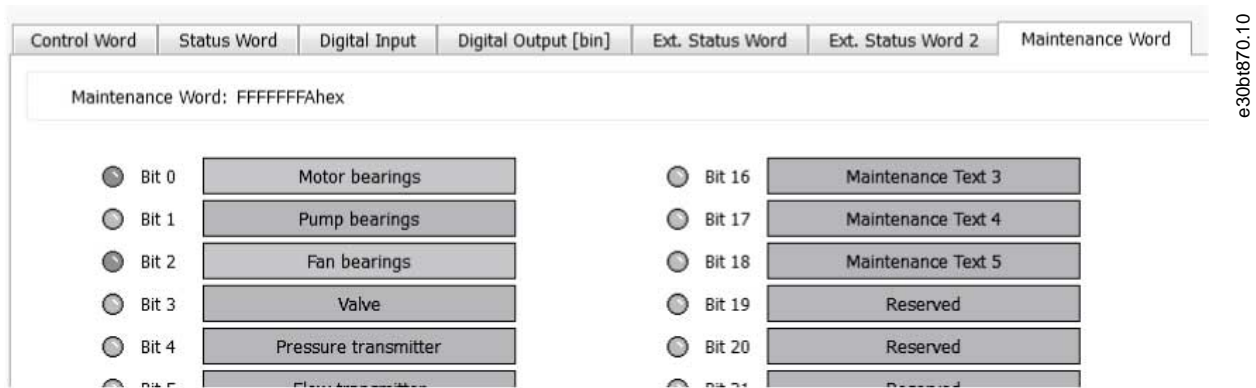 Control Word Status Word Digital Input Digital Output [bin] Ext. Status Word Ext. Status Word 2 Maintenance Word
e30bt870.10
Maintenance Word: FFFFFFFAhex
Bit 0 Motor bearings Bit 16 Maintenance Text 3
Bit 1 Pump bearings Bit 17 Maintenance Text 4
Bit 2 Fan bearings Bit 18 Maintenance Text 5
Bit 3 Valve Bit 19 Reserved
Bit 4 Pressure transmitter Bit 20 Reserved